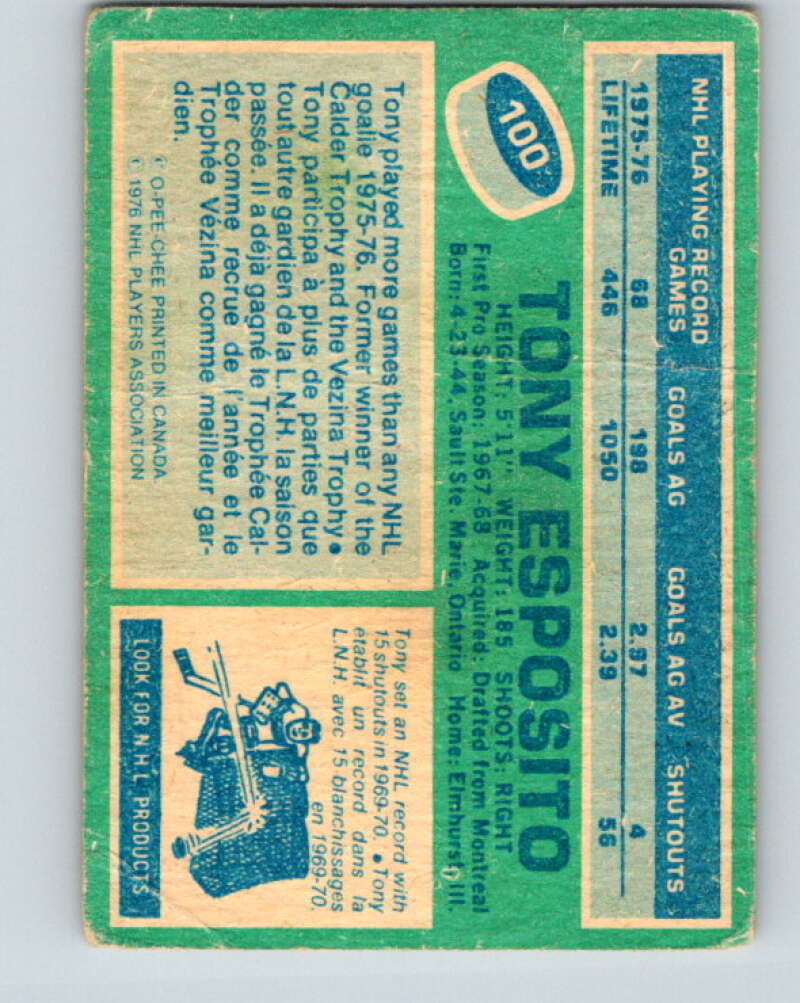 NHL PLAYING RECORD
GAMES GOALS AG GOALS AG AV SHUTOUTS
1975-76 68 198 2.97 4
LIFETIME 446 1050 2.39 56
100
TONY ESPOSITO
HEIGHT: 5'11" WEIGHT: 185 SHOOTS: RIGHT
First Pro Season: 1967-68 Acquired: Drafted from Montreal
Born: 4-23-44, Sault Ste. Marie, Ontario Home: Elmhurst, Ill.
Tony played more games than any NHL
goalie 1975-76. Former winner of the
Calder Trophy and the Vezina Trophy •
Tony participa à plus de parties que
tout autre gardien de la L.N.H. la saison
passée. Il a déjà gagné le Trophée Cal-
der comme recrue de l'année et le
Trophée Vézina comme meilleur gar-
dien.
© O-PEE-CHEE PRINTED IN CANADA
© 1976 NHL PLAYERS ASSOCIATION
Tony set an NHL record with
15 shutouts in 1969-70. • Tony
établit un record dans la
L.N.H. avec 15 blanchissages
en 1969-70.
LOOK FOR N.H.L. PRODUCTS